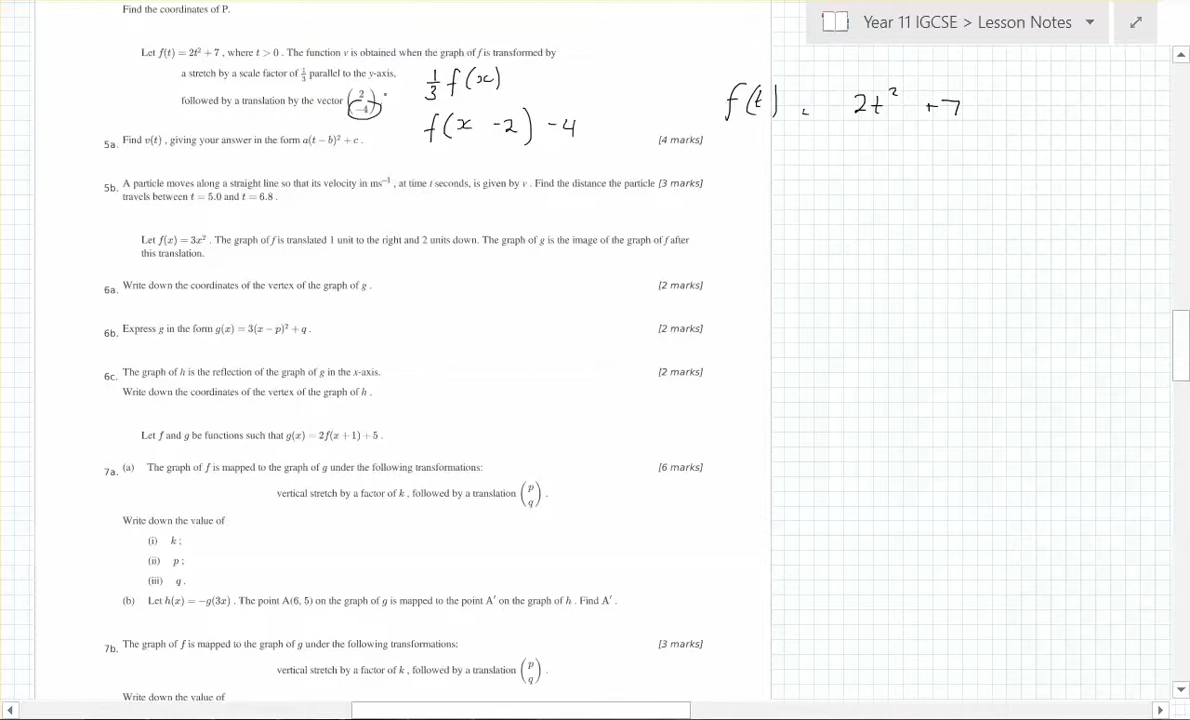 Find the coordinates of P.
Year 11 IGCSE > Lesson Notes
Let f(t) = 2t² + 7 , where t > 0 . The function v is obtained when the graph of f is transformed by
a stretch by a scale factor of 1/3 parallel to the y-axis,
followed by a translation by the vector (2 -4) .
1/3 f(x)
f(x -2) -4
f(t) = 2t² +7
5a. Find v(t) , giving your answer in the form a(t − b)² + c . [4 marks]
5b. A particle moves along a straight line so that its velocity in ms⁻¹ , at time t seconds, is given by v . Find the distance the particle [3 marks]
travels between t = 5.0 and t = 6.8 .
Let f(x) = 3x² . The graph of f is translated 1 unit to the right and 2 units down. The graph of g is the image of the graph of f after
this translation.
6a. Write down the coordinates of the vertex of the graph of g . [2 marks]
6b. Express g in the form g(x) = 3(x − p)² + q . [2 marks]
6c. The graph of h is the reflection of the graph of g in the x-axis. [2 marks]
Write down the coordinates of the vertex of the graph of h .
Let f and g be functions such that g(x) = 2f(x + 1) + 5 .
7a. (a) The graph of f is mapped to the graph of g under the following transformations: [6 marks]
vertical stretch by a factor of k , followed by a translation (p q) .
Write down the value of
(i) k ;
(ii) p ;
(iii) q .
(b) Let h(x) = −g(3x) . The point A(6, 5) on the graph of g is mapped to the point A′ on the graph of h . Find A′ .
7b. The graph of f is mapped to the graph of g under the following transformations: [3 marks]
vertical stretch by a factor of k , followed by a translation (p q) .
Write down the value of